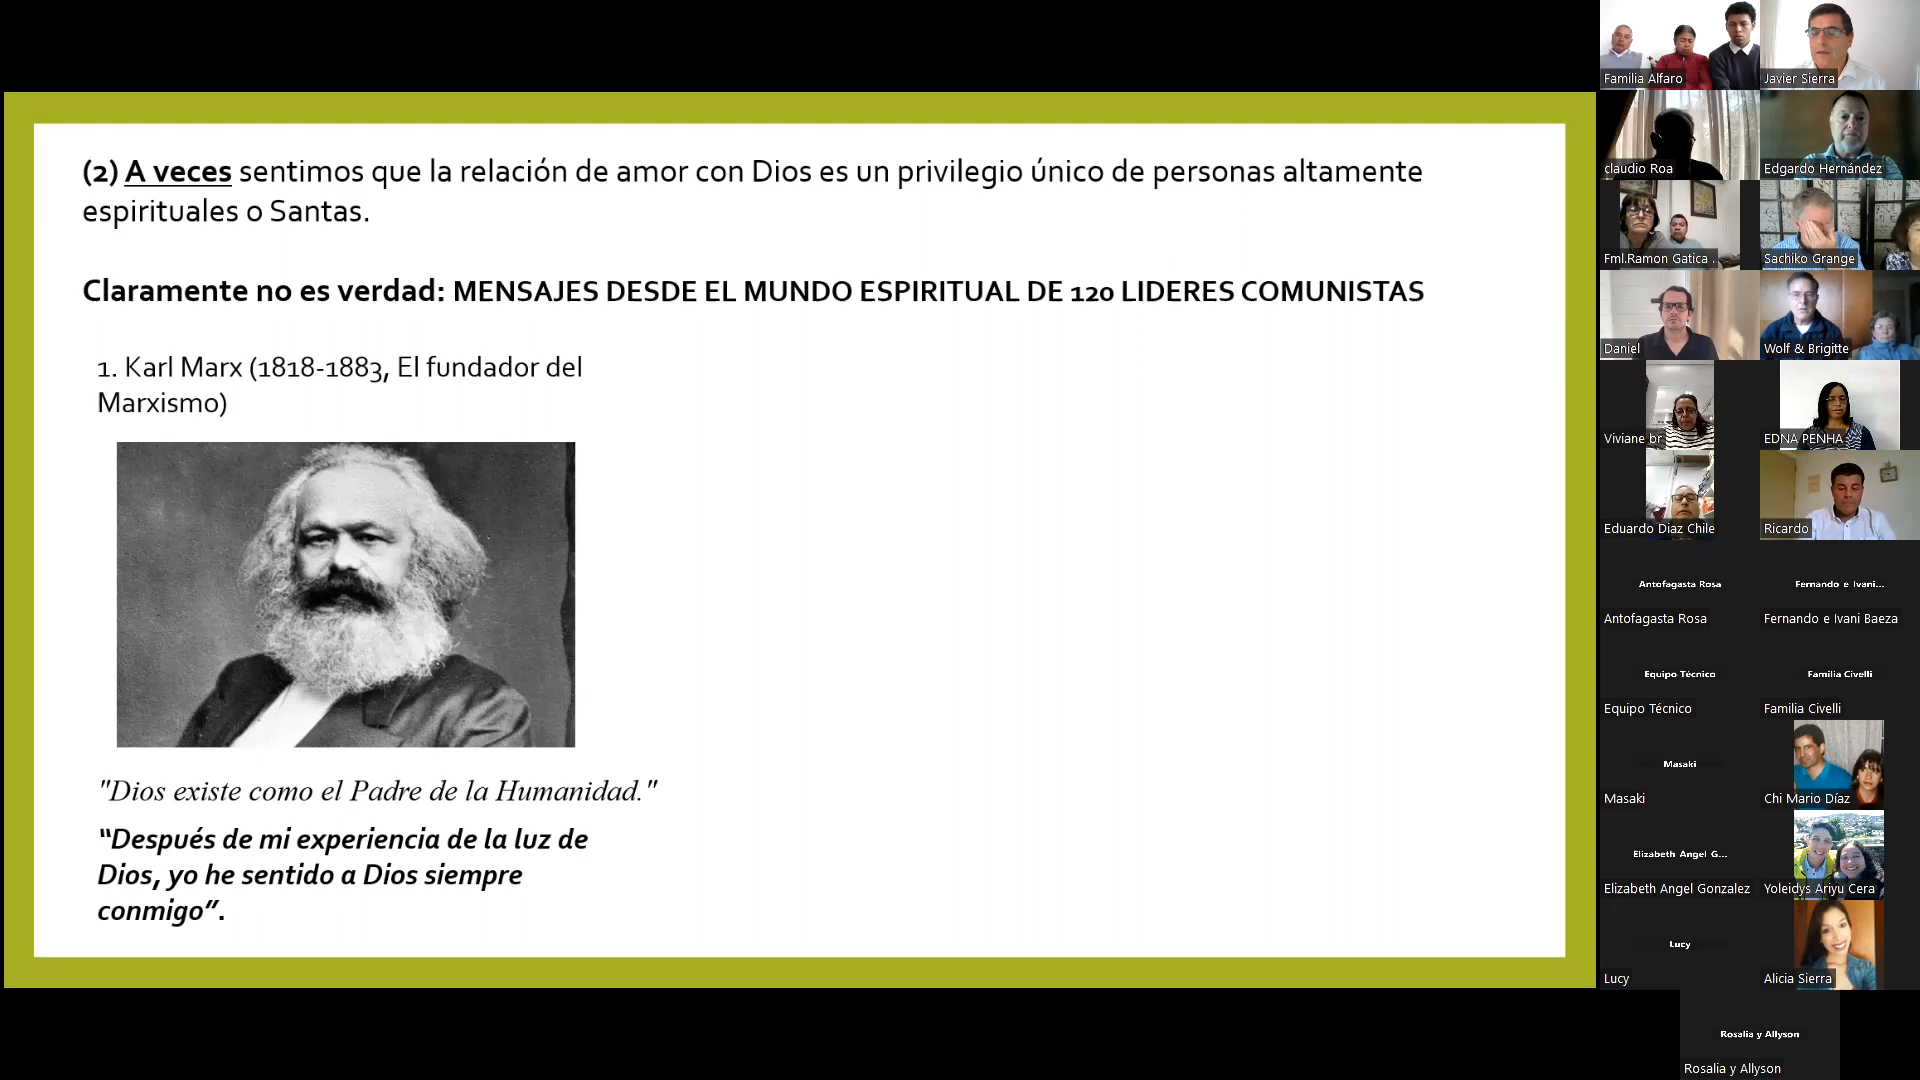 (2) A veces sentimos que la relación de amor con Dios es un privilegio único de personas altamente
espirituales o Santas.
Claramente no es verdad: MENSAJES DESDE EL MUNDO ESPIRITUAL DE 120 LIDERES COMUNISTAS
1. Karl Marx (1818-1883, El fundador del
Marxismo)
"Dios existe como el Padre de la Humanidad."
“Después de mi experiencia de la luz de
Dios, yo he sentido a Dios siempre
conmigo”.
Familia Alfaro
Javier Sierra
claudio Roa
Edgardo Hernández
Fml.Ramon Gatica .
Sachiko Grange
Daniel
Wolf & Brigitte
Viviane br
EDNA PENHA
Eduardo Diaz Chile
Ricardo
Antofagasta Rosa
Antofagasta Rosa
Fernando e Ivani...
Fernando e Ivani Baeza
Equipo Técnico
Equipo Técnico
Familia Civelli
Familia Civelli
Masaki
Masaki
Chi Mario Díaz
Elizabeth Angel G...
Elizabeth Angel Gonzalez
Yoleidys Ariyu Cera
Lucy
Lucy
Alicia Sierra
Rosalia y Allyson
Rosalia y Allyson